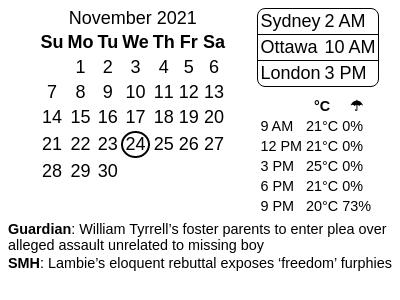 November 2021
Su Mo Tu We Th Fr Sa
1 2 3 4 5 6
7 8 9 10 11 12 13
14 15 16 17 18 19 20
21 22 23 24 25 26 27
28 29 30
Sydney 2 AM
Ottawa 10 AM
London 3 PM
°C ☂
9 AM 21°C 0%
12 PM 21°C 0%
3 PM 25°C 0%
6 PM 21°C 0%
9 PM 20°C 73%
Guardian: William Tyrrell’s foster parents to enter plea over
alleged assault unrelated to missing boy
SMH: Lambie’s eloquent rebuttal exposes ‘freedom’ furphies